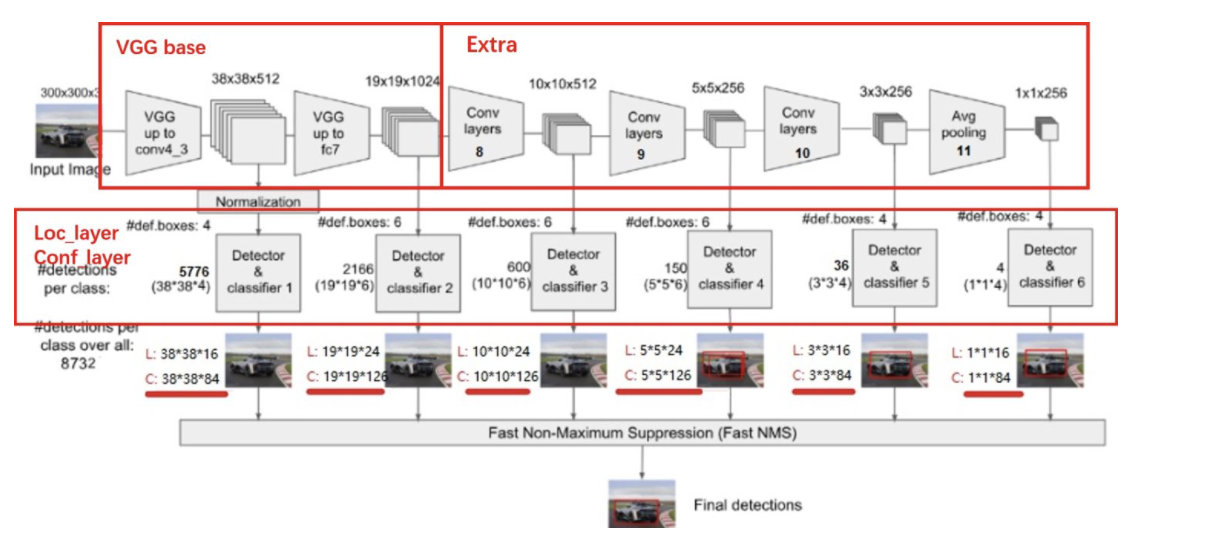 VGG base
Extra
300x300x3
38x38x512
19x19x1024
10x10x512
5x5x256
3x3x256
1x1x256
VGG
up to
conv4_3
VGG
up to
fc7
Conv
layers
8
Conv
layers
9
Conv
layers
10
Avg
pooling
11
Input Image
Normalization
Loc_layer
Conf_layer
#detections
per class:
#def.boxes: 4
5776
(38*38*4)
Detector
&
classifier 1
#def.boxes: 6
2166
(19*19*6)
Detector
&
classifier 2
#def.boxes: 6
600
(10*10*6)
Detector
&
classifier 3
#def.boxes: 6
150
(5*5*6)
Detector
&
classifier 4
#def.boxes: 4
36
(3*3*4)
Detector
&
classifier 5
#def.boxes: 4
4
(1*1*4)
Detector
&
classifier 6
#detections per
class over all:
8732
L: 38*38*16
C: 38*38*84
L: 19*19*24
C: 19*19*126
L: 10*10*24
C: 10*10*126
L: 5*5*24
C: 5*5*126
L: 3*3*16
C: 3*3*84
L: 1*1*16
C: 1*1*84
Fast Non-Maximum Suppression (Fast NMS)
Final detections